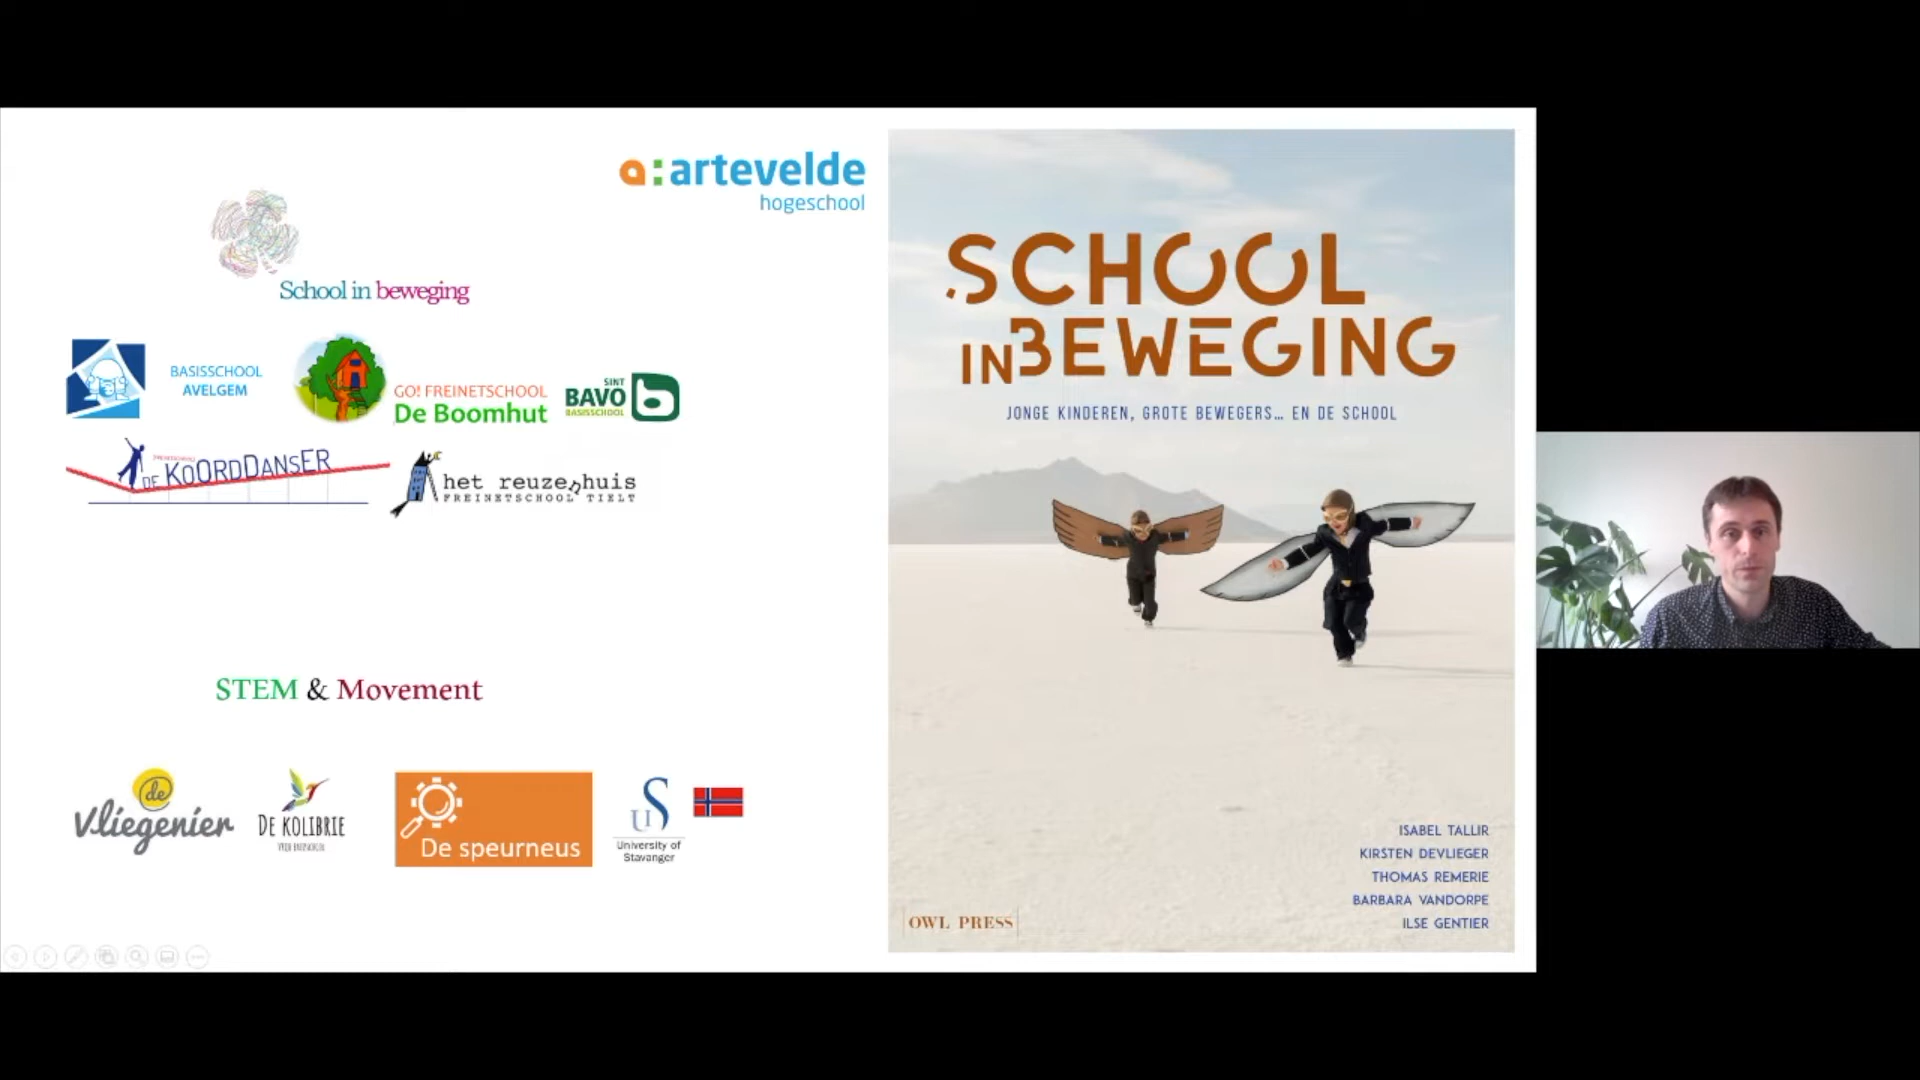 a:artevelde
hogeschool
School in beweging
BASISSCHOOL
AVELGEM
GO! FREINETSCHOOL
De Boomhut
SINT
BAVO
BASISSCHOOL
DE KOORDDANSER
het reuzenhuis
FREINETSCHOOL TIELT
STEM & Movement
de
Vliegenier
DE KOLIBRIE
De speurneus
US
University of
Stavanger
SCHOOL
IN BEWEGING
JONGE KINDEREN, GROTE BEWEGERS... EN DE SCHOOL
ISABEL TALLIR
KIRSTEN DEVLIEGER
THOMAS REMERIE
BARBARA VANDORPE
ILSE GENTIER
OWL PRESS